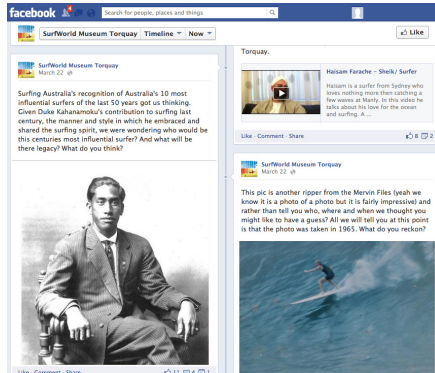 facebook
4
Search for people, places and things
SurfWorld Museum Torquay
Timeline
Now
Like
SurfWorld Museum Torquay
March 22
Surfing Australia's recognition of Australia's 10 most
influential surfers of the last 50 years got us thinking.
Given Duke Kahanamoku's contribution to surfing last
century, the manner and style in which he embraced and
shared the surfing spirit, we were wondering who would be
this centuries most influential surfer? And what will be
there legacy? What do you think?
Like · Comment · Share
11
4
1
Torquay.
Haisam Farache – Sheik/ Surfer
Haisam is a surfer from Sydney who
loves nothing more then catching a
few waves at Manly. In this video he
talks about his love for the ocean
and surfing. A ...
Like · Comment · Share
8
2
SurfWorld Museum Torquay
March 22
This pic is another ripper from the Mervin Files (yeah we
know it is a photo of a photo but it is fairly impressive) and
rather than tell you who, where and when we thought you
might like to have a guess? All we will tell you at this point
is that the photo was taken in 1965. What do you reckon?